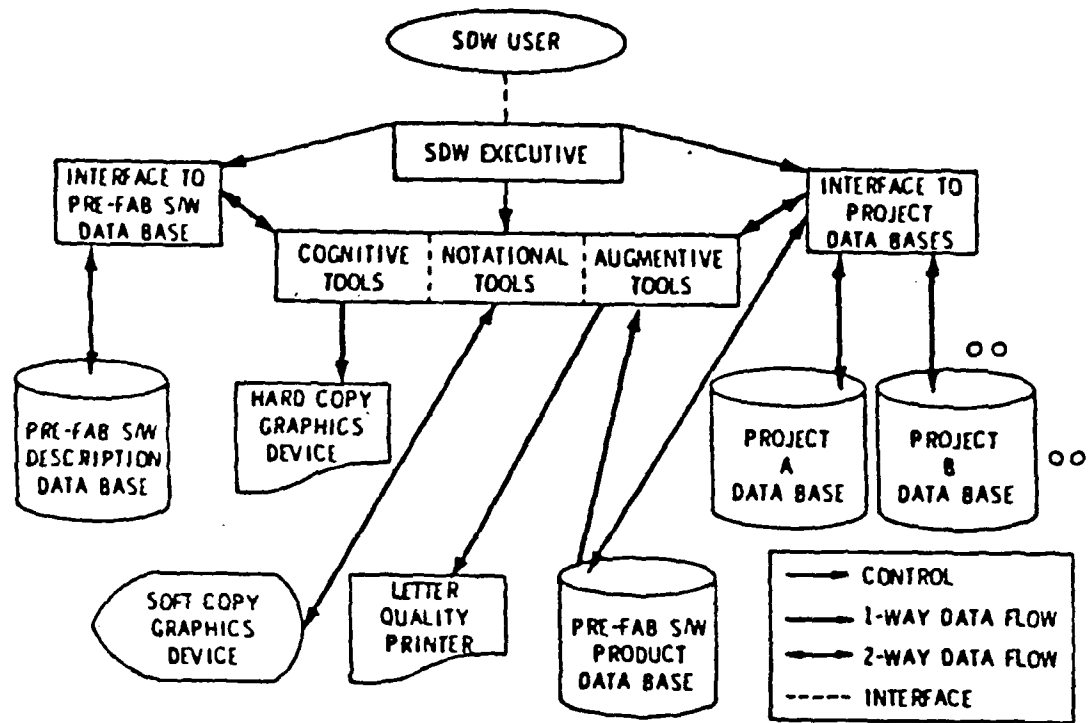 SDW USER
SDW EXECUTIVE
INTERFACE TO
PRE-FAB S/W
DATA BASE
INTERFACE TO
PROJECT
DATA BASES
COGNITIVE
TOOLS
NOTATIONAL
TOOLS
AUGMENTIVE
TOOLS
PRE-FAB S/W
DESCRIPTION
DATA BASE
HARD COPY
GRAPHICS
DEVICE
PROJECT
A
DATA BASE
PROJECT
B
DATA BASE
SOFT COPY
GRAPHICS
DEVICE
LETTER
QUALITY
PRINTER
PRE-FAB S/W
PRODUCT
DATA BASE
CONTROL
1-WAY DATA FLOW
2-WAY DATA FLOW
INTERFACE